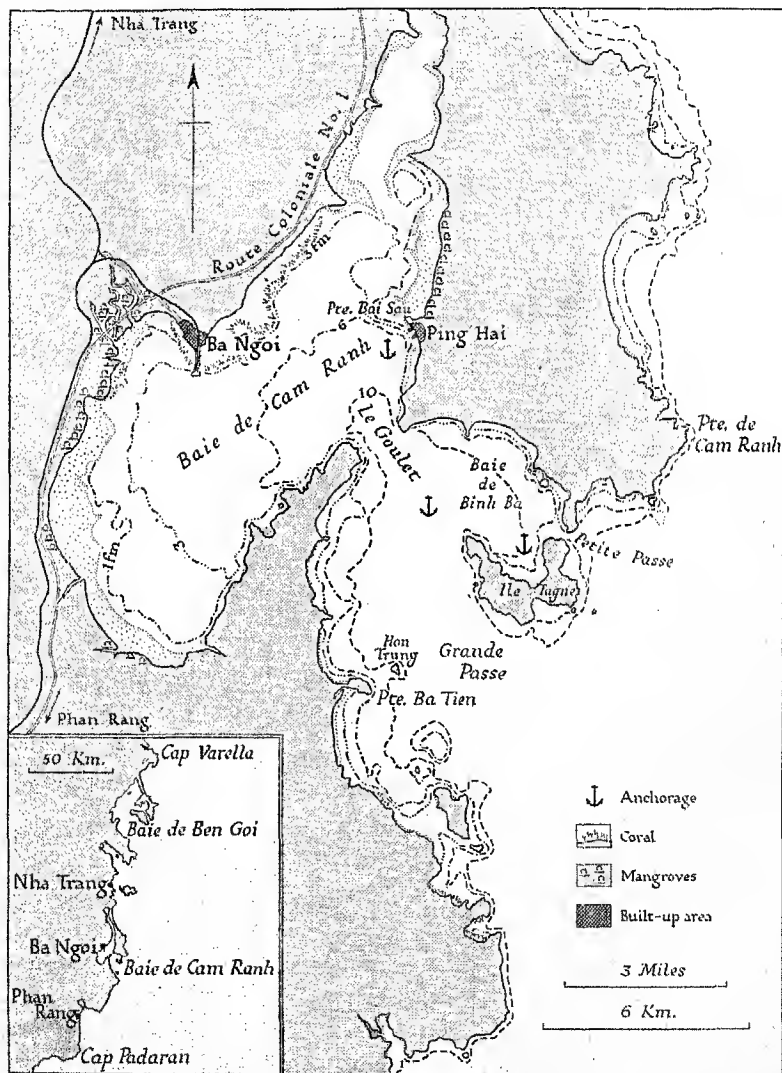 Nha Trang
Route Coloniale No. 1
3fm
Pte. Bai Sau
6
Ba Ngoi
Ping Hai
Baie de Cam Ranh
10
Le Goulet
Pte. de
Cam Ranh
Baie
de
Binh Ba
Petite Passe
1fm
3
Ile Tagne
Hon
Trung
Grande
Passe
Pte. Ba Tien
Phan Rang
50 Km.
Cap Varella
Baie de Ben Goi
Nha Trang
Ba Ngoi
Baie de Cam Ranh
Phan
Rang
Cap Padaran
Anchorage
Coral
Mangroves
Built-up area
3 Miles
6 Km.